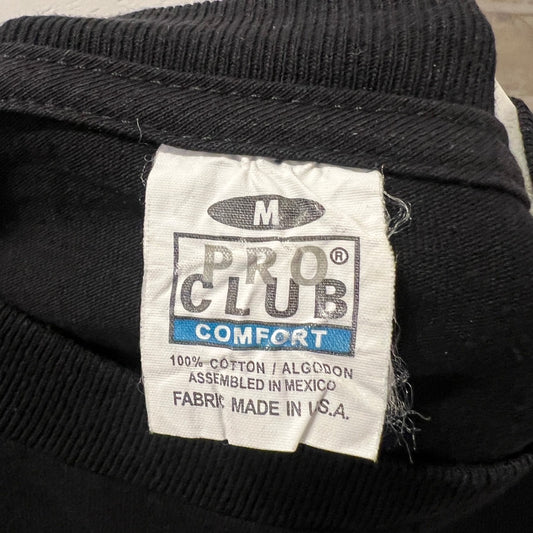 M
PRO®
CLUB
COMFORT
100% COTTON / ALGODON
ASSEMBLED IN MEXICO
FABRIC MADE IN U.S.A.